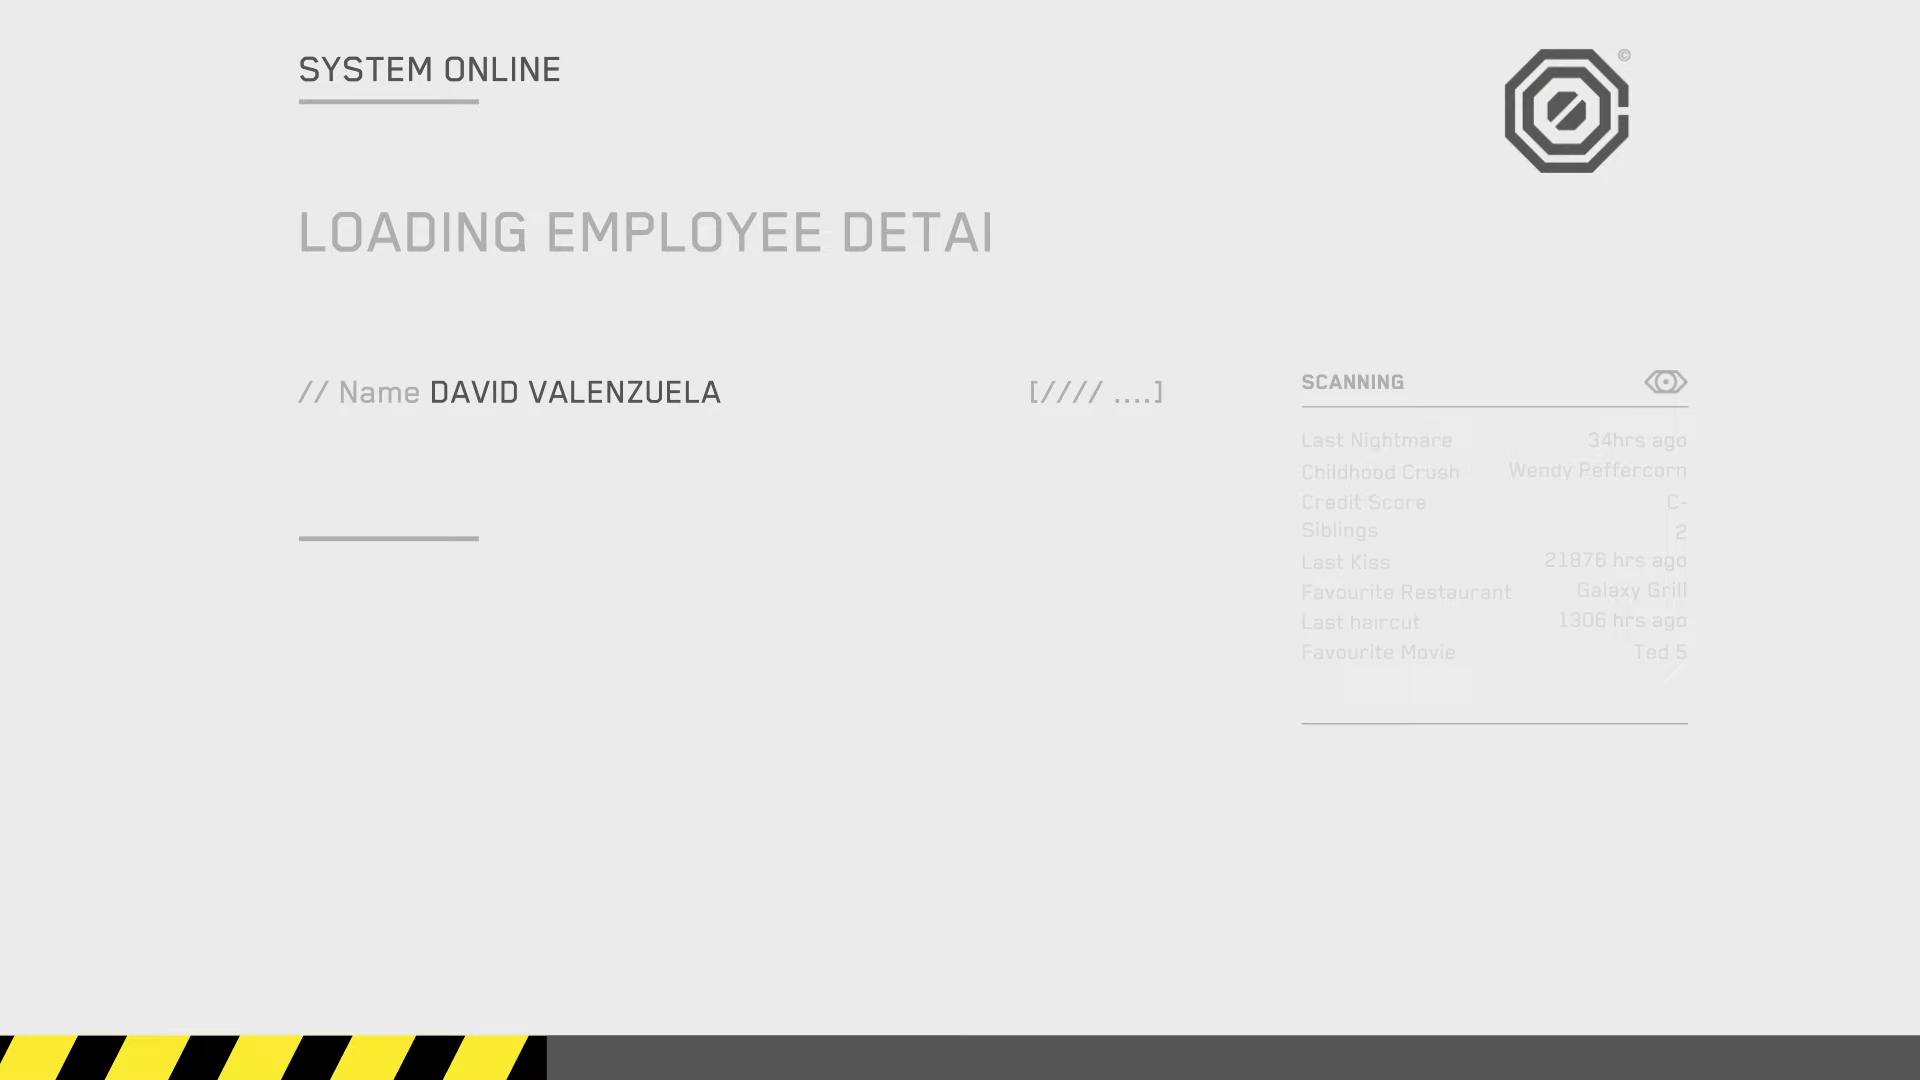 SYSTEM ONLINE
©
LOADING EMPLOYEE DETAI
// Name DAVID VALENZUELA [//// ....]
SCANNING
Last Nightmare 34hrs ago
Childhood Crush Wendy Peffercorn
Credit Score C-
Siblings 2
Last Kiss 21876 hrs ago
Favourite Restaurant Galaxy Grill
Last haircut 1306 hrs ago
Favourite Movie Ted 5